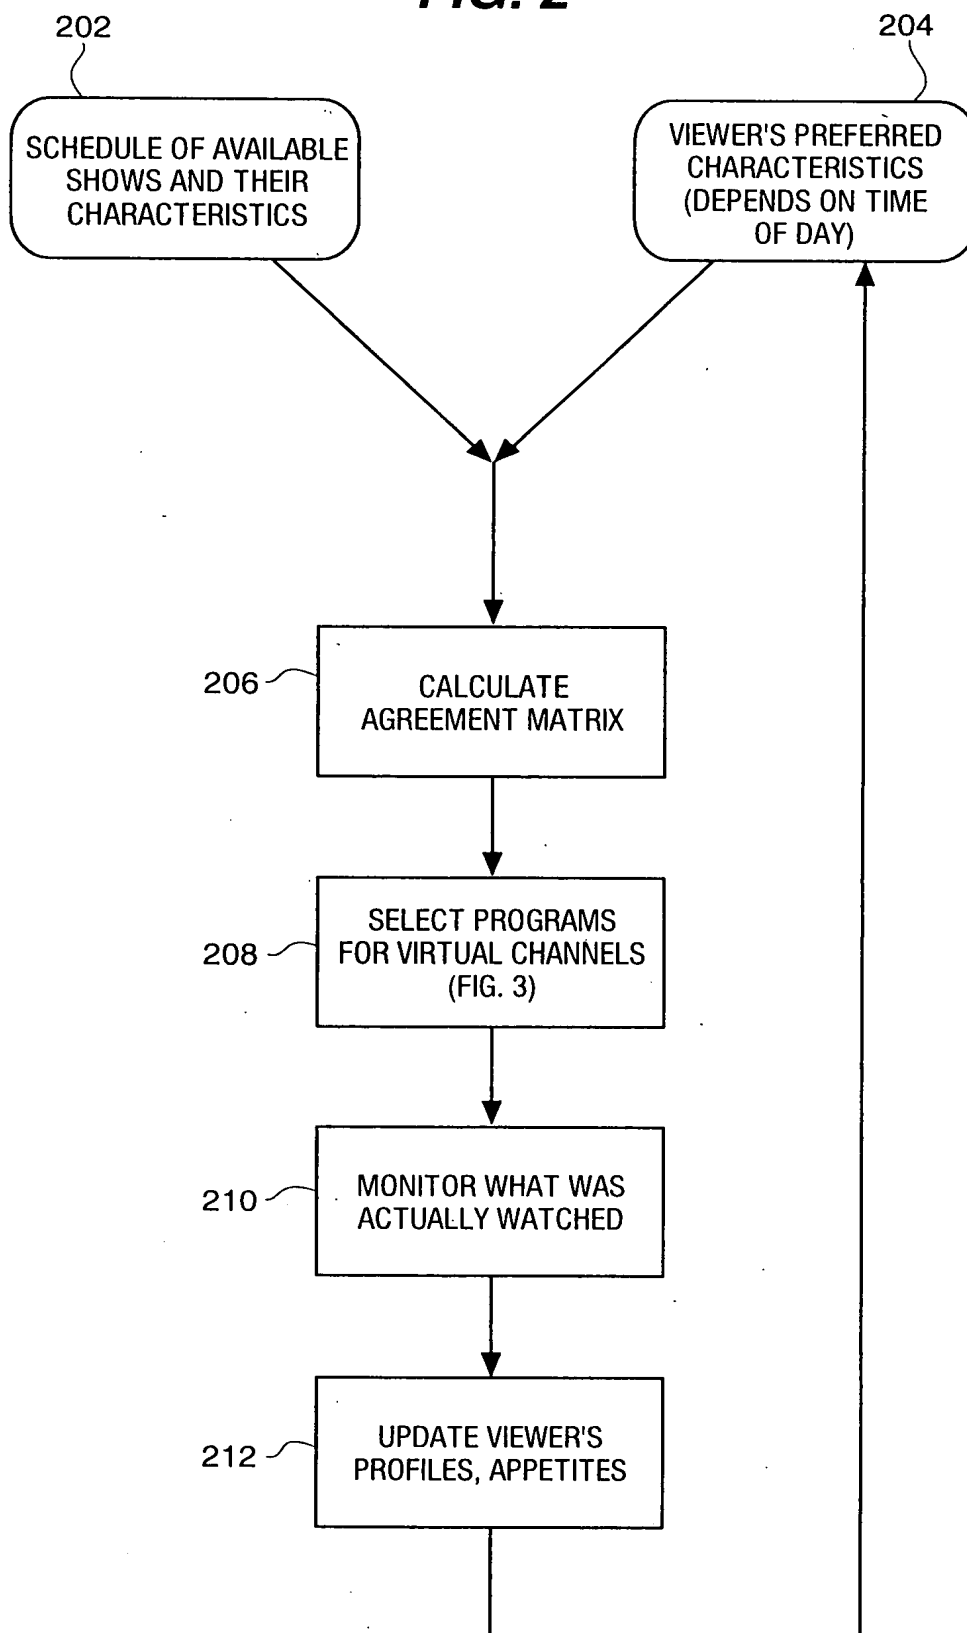 FIG. 2
202
204
SCHEDULE OF AVAILABLE
SHOWS AND THEIR
CHARACTERISTICS
VIEWER'S PREFERRED
CHARACTERISTICS
(DEPENDS ON TIME
OF DAY)
206
CALCULATE
AGREEMENT MATRIX
208
SELECT PROGRAMS
FOR VIRTUAL CHANNELS
(FIG. 3)
210
MONITOR WHAT WAS
ACTUALLY WATCHED
212
UPDATE VIEWER'S
PROFILES, APPETITES